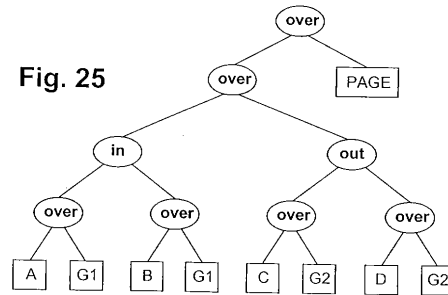 over
over PAGE
Fig. 25
in out
over over over over
A G1 B G1 C G2 D G2